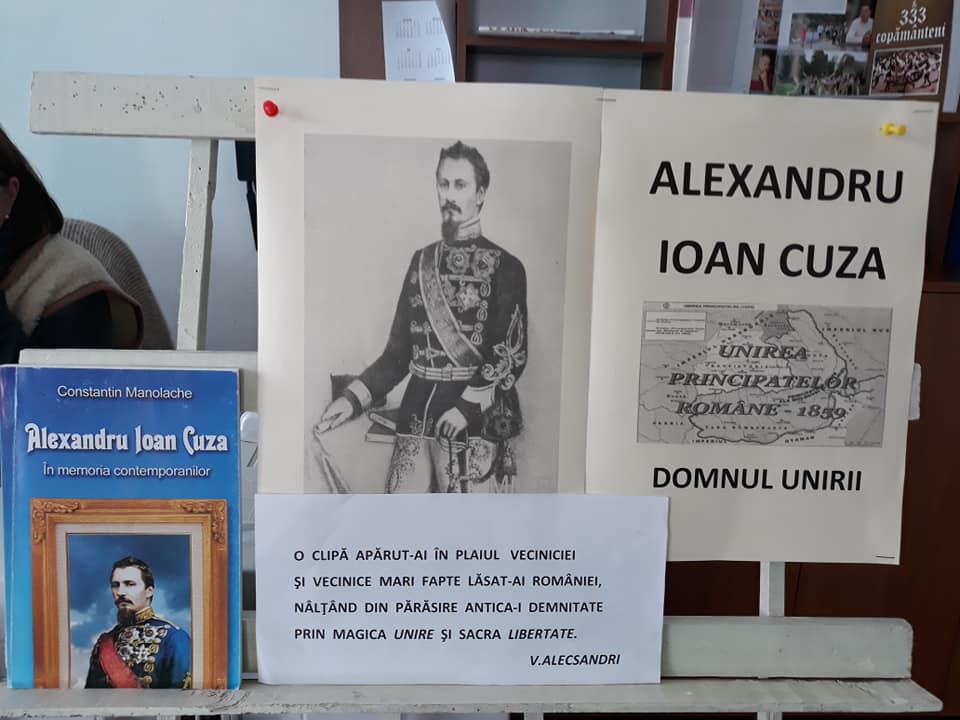 333
copământeni
ALEXANDRU
IOAN CUZA
UNIREA
PRINCIPATELOR
ROMÂNE - 1859
DOMNUL UNIRII
Constantin Manolache
Alexandru Ioan Cuza
În memoria contemporanilor
O CLIPĂ APĂRUT-AI ÎN PLAIUL VECINICIEI
ŞI VECINICE MARI FAPTE LĂSAT-AI ROMÂNIEI,
NÂLŢÂND DIN PĂRĂSIRE ANTICA-I DEMNITATE
PRIN MAGICA UNIRE ŞI SACRA LIBERTATE.
V.ALECSANDRI